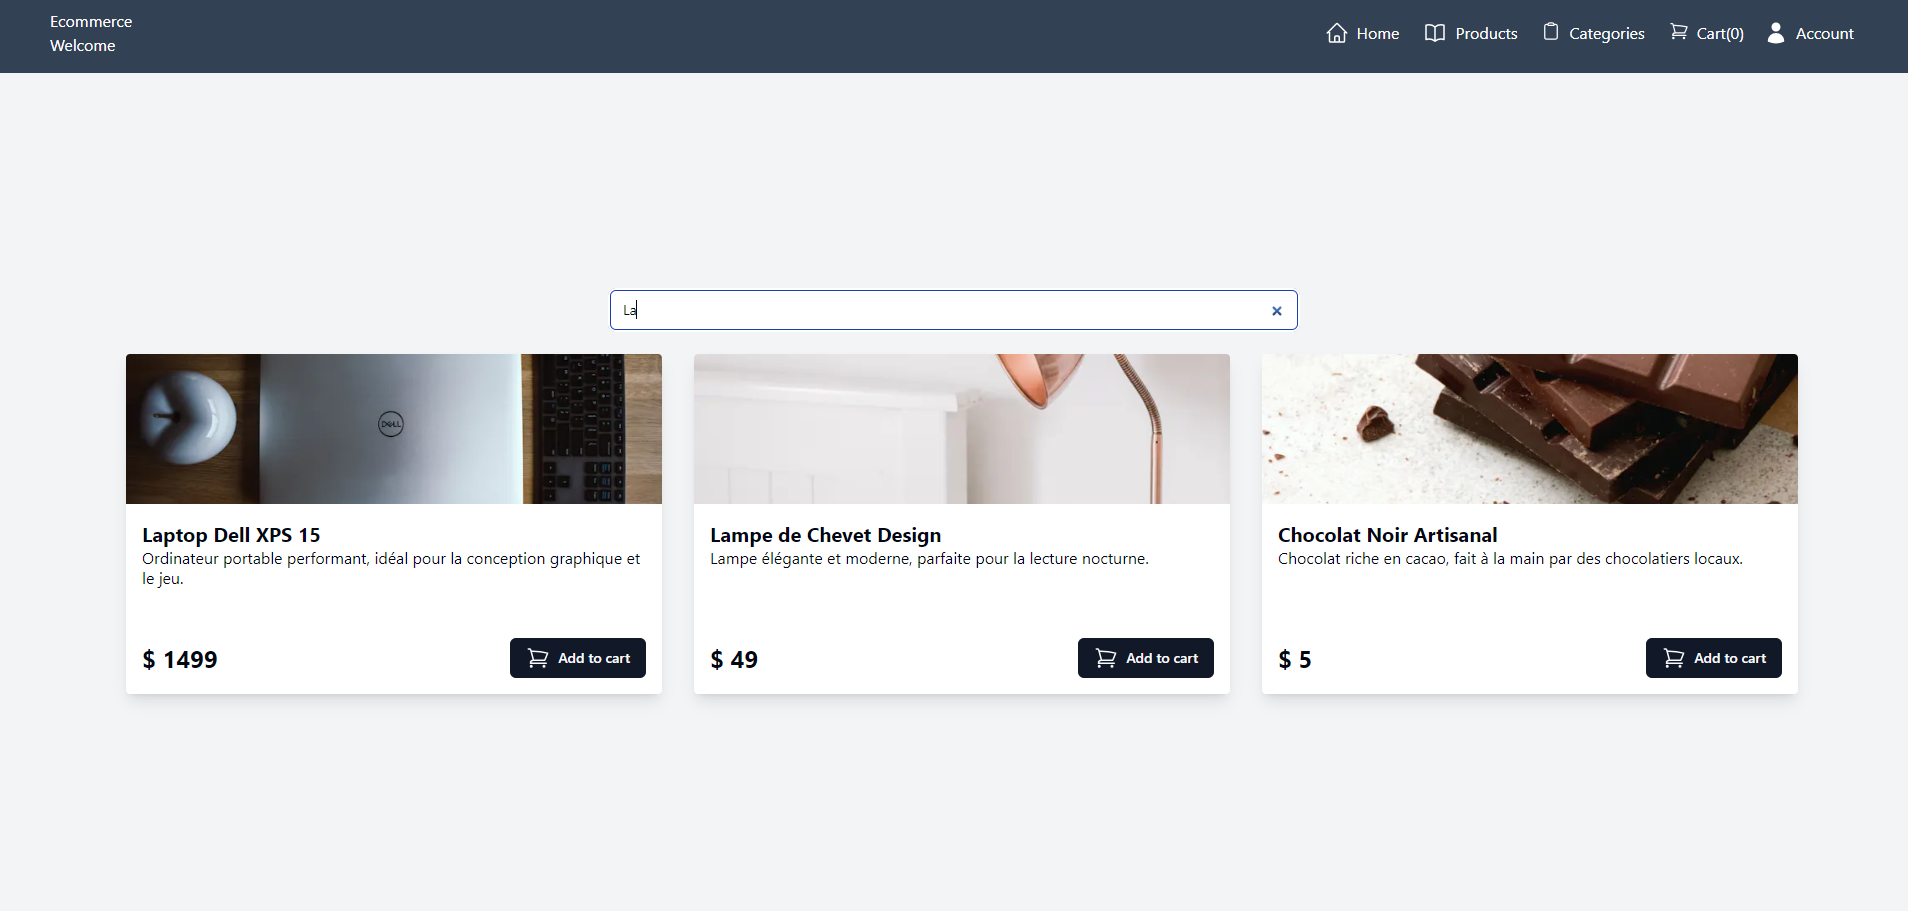 Ecommerce
Welcome
Home
Products
Categories
Cart(0)
Account
La
DELL
Laptop Dell XPS 15
Ordinateur portable performant, idéal pour la conception graphique et
le jeu.
$ 1499
Add to cart
Lampe de Chevet Design
Lampe élégante et moderne, parfaite pour la lecture nocturne.
$ 49
Add to cart
Chocolat Noir Artisanal
Chocolat riche en cacao, fait à la main par des chocolatiers locaux.
$ 5
Add to cart